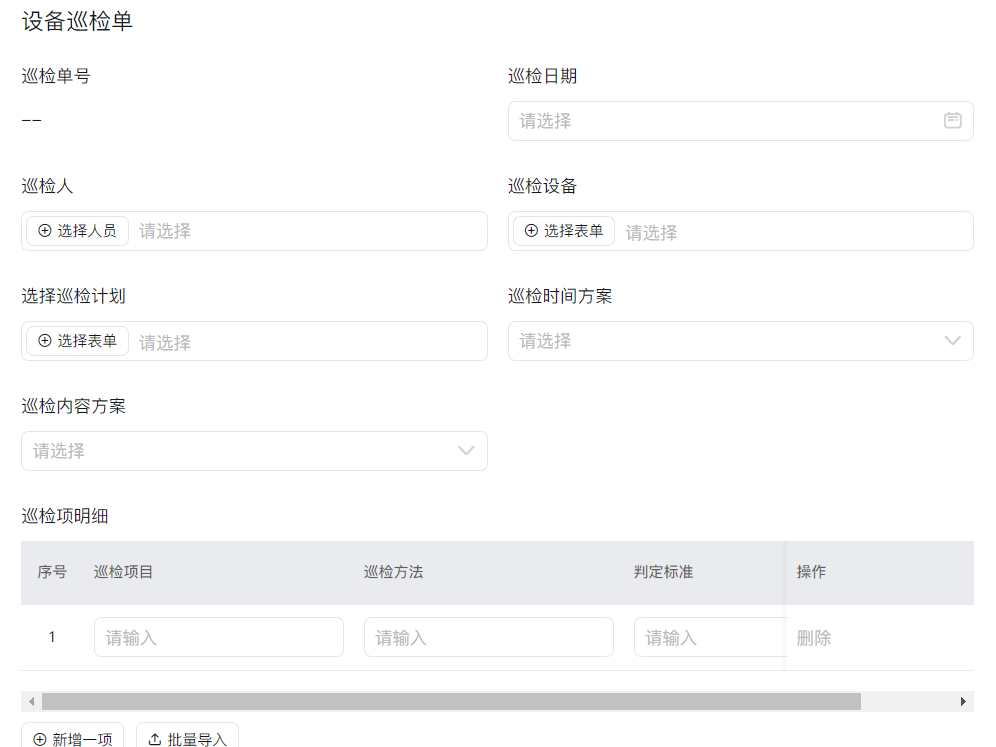 设备巡检单
巡检单号
巡检日期
--
请选择
巡检人
巡检设备
选择人员 请选择
选择表单 请选择
选择巡检计划
巡检时间方案
选择表单 请选择
请选择
巡检内容方案
请选择
巡检项明细
序号 巡检项目 巡检方法 判定标准 操作
1 请输入 请输入 请输入 删除
新增一项 批量导入